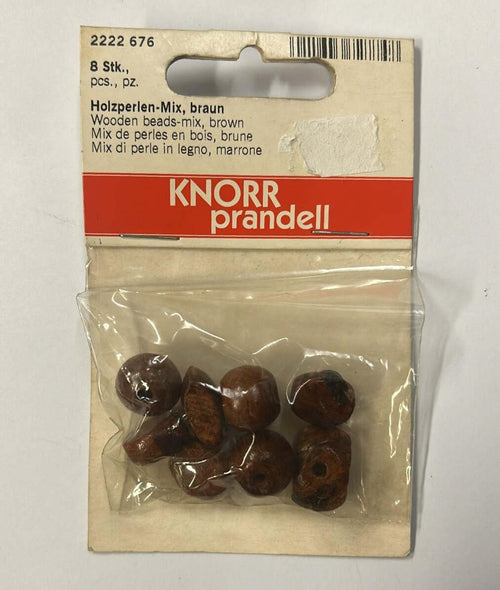 2222 676
8 Stk.,
pcs., pz.
Holzperlen-Mix, braun
Wooden beads-mix, brown
Mix de perles en bois, brune
Mix di perle in legno, marrone
KNORR
prandell